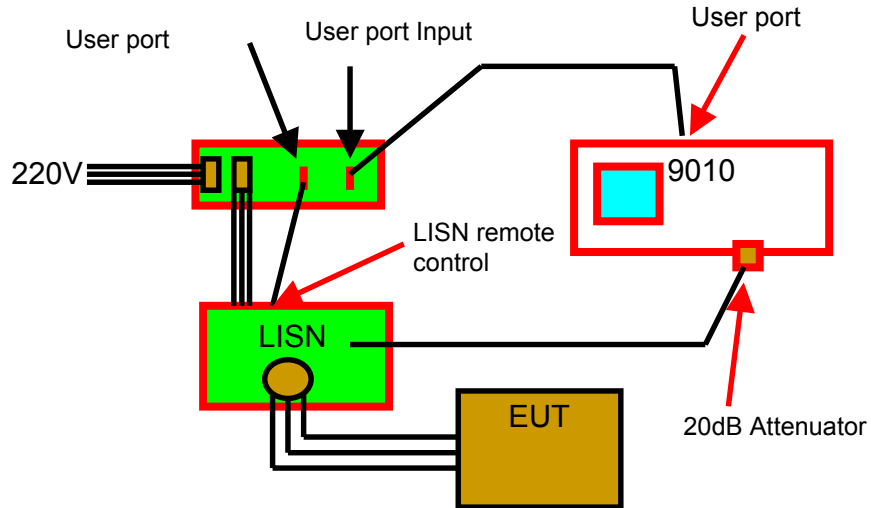 User port
User port
User port Input
220V
9010
LISN remote
control
LISN
EUT
20dB Attenuator